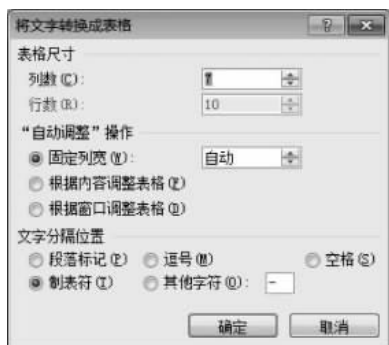 将文字转换成表格
表格尺寸
列数(C):
行数(R): 10
“自动调整”操作
固定列宽(W): 自动
根据内容调整表格(F)
根据窗口调整表格(D)
文字分隔位置
段落标记(P) 逗号(M) 空格(S)
制表符(T) 其他字符(O): -
确定 取消